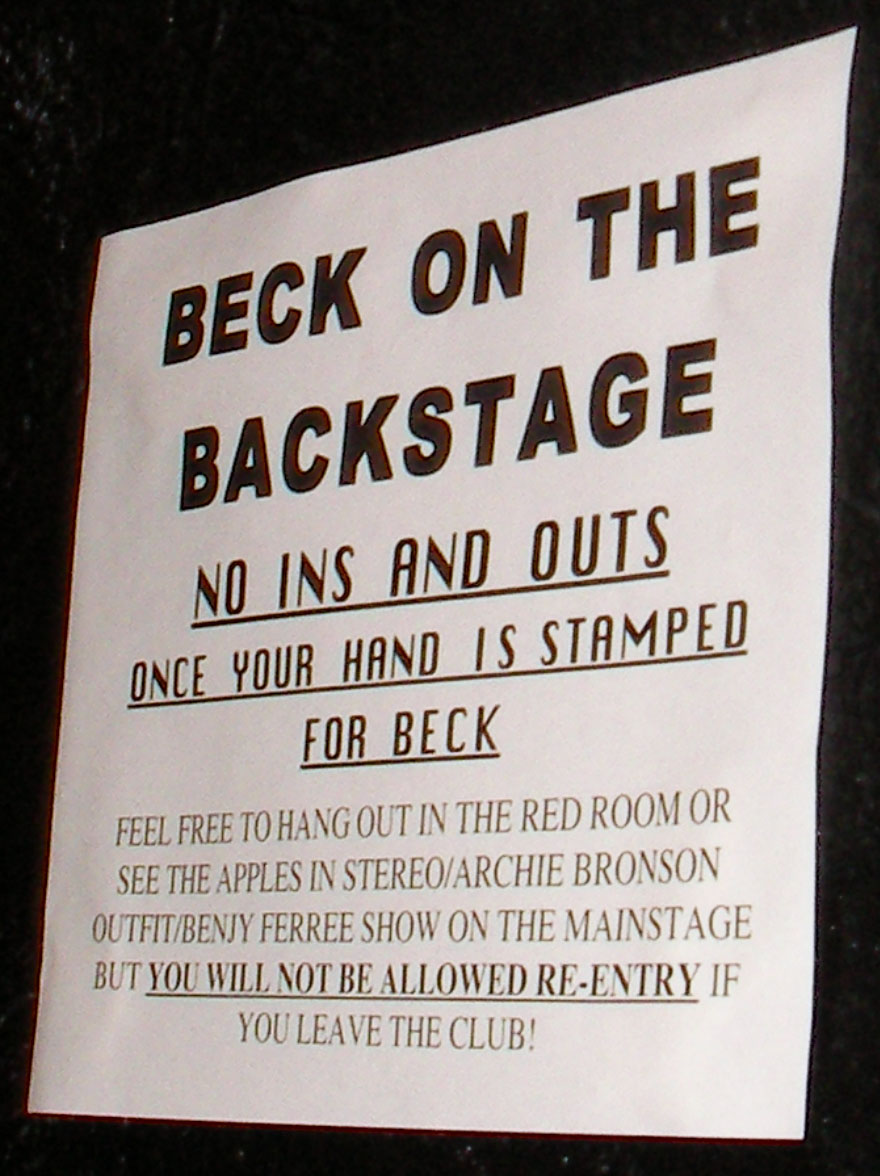 BECK ON THE
BACKSTAGE
NO INS AND OUTS
ONCE YOUR HAND IS STAMPED
FOR BECK
FEEL FREE TO HANG OUT IN THE RED ROOM OR
SEE THE APPLES IN STEREO/ARCHIE BRONSON
OUTFIT/BENJY FERREE SHOW ON THE MAINSTAGE
BUT YOU WILL NOT BE ALLOWED RE-ENTRY IF
YOU LEAVE THE CLUB!